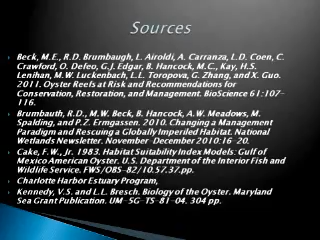 Sources
Beck, M.E., R.D. Brumbaugh, L. Airoldi, A. Carranza, L.D. Coen, C.
Crawford, O. Defeo, G.J. Edgar, B. Hancock, M.C., Kay, H.S.
Lenihan, M.W. Luckenbach, L.L. Toropova, G. Zhang, and X. Guo.
2011. Oyster Reefs at Risk and Recommendations for
Conservation, Restoration, and Management. BioScience 61:107-
116.
Brumbauth, R.D., M.W. Beck, B. Hancock, A.W. Meadows, M.
Spalding, and P.Z. Ermgassen. 2010. Changing a Management
Paradigm and Rescuing a Globally Imperiled Habitat. National
Wetlands Newsletter. November-December 2010:16-20.
Cake, F.W., Jr. 1983. Habitat Suitability Index Models: Gulf of
Mexico American Oyster. U.S. Department of the Interior Fish and
Wildlife Service. FWS/OBS-82/10.57.37.pp.
Charlotte Harbor Estuary Program,
Kennedy, V.S. and L.L. Bresch. Biology of the Oyster. Maryland
Sea Grant Publication. UM-SG-TS-81-04. 304 pp.